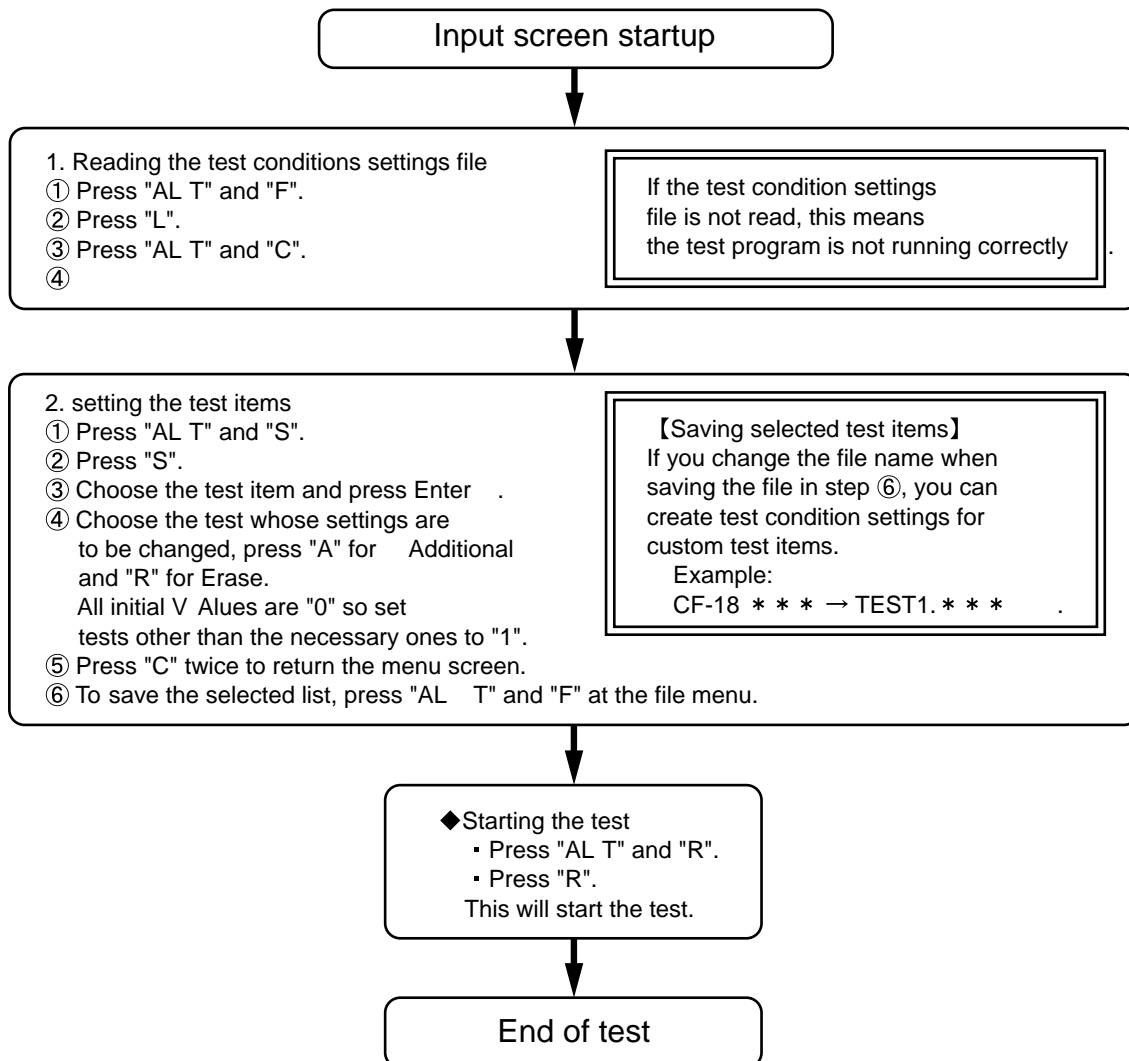 Input screen startup
1. Reading the test conditions settings file
① Press "AL T" and "F".
② Press "L".
③ Press "AL T" and "C".
④
If the test condition settings
file is not read, this means
the test program is not running correctly .
2. setting the test items
① Press "AL T" and "S".
② Press "S".
③ Choose the test item and press Enter .
④ Choose the test whose settings are
to be changed, press "A" for Additional
and "R" for Erase.
All initial V Alues are "0" so set
tests other than the necessary ones to "1".
⑤ Press "C" twice to return the menu screen.
⑥ To save the selected list, press "AL T" and "F" at the file menu.
【Saving selected test items】
If you change the file name when
saving the file in step ⑥, you can
create test condition settings for
custom test items.
Example:
CF-18 * * * → TEST1. * * * .
◆Starting the test
・Press "AL T" and "R".
・Press "R".
This will start the test.
End of test